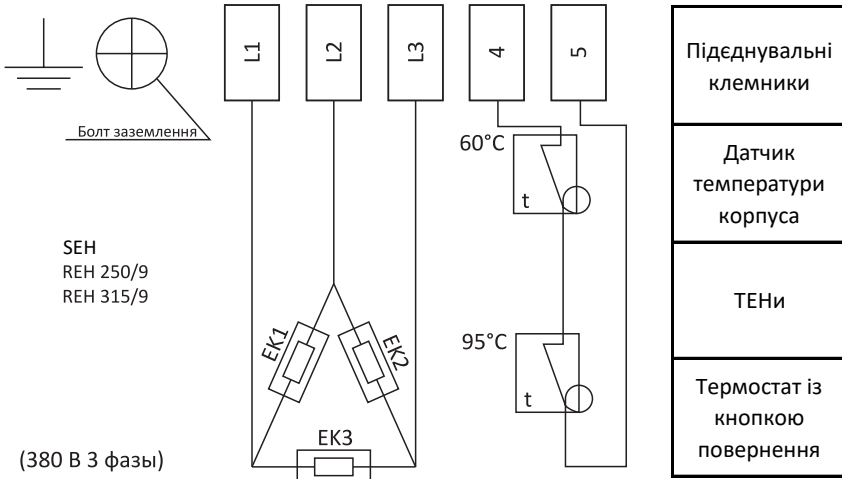 L1
L2
L3
4
5
Підєднувальні
клемники
Болт заземлення
60°C
t
Датчик
температури
корпуса
SEH
REH 250/9
REH 315/9
ТЕНи
EK1
EK2
95°C
t
EK3
Термостат із
кнопкою
повернення
(380 В 3 фазы)